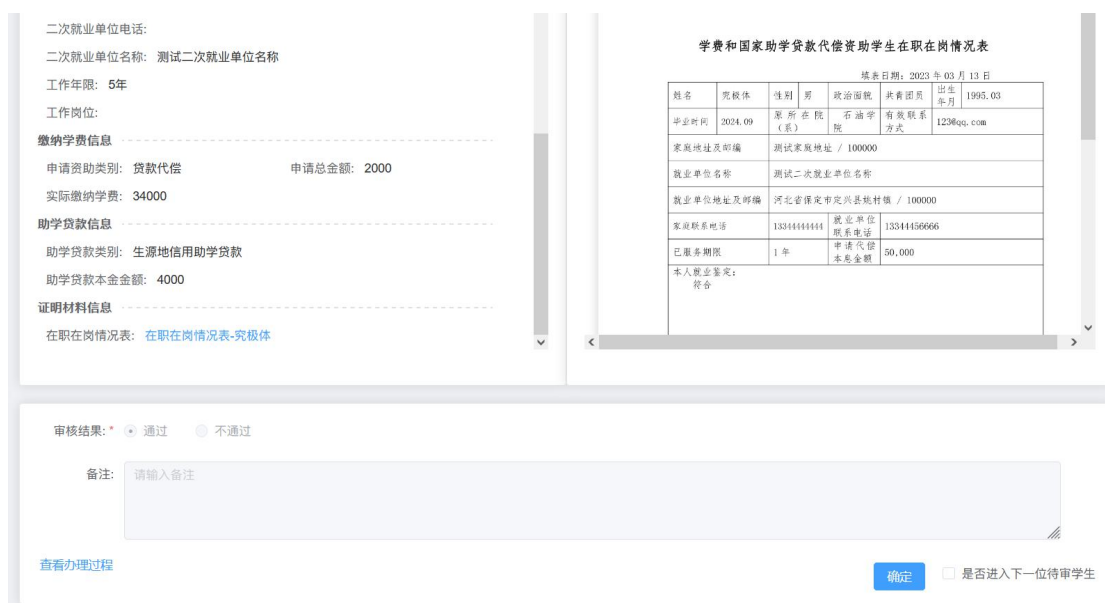 二次就业单位电话:
二次就业单位名称: 测试二次就业单位名称
工作年限: 5年
工作岗位:
缴纳学费信息
申请资助类别: 贷款代偿 申请总金额: 2000
实际缴纳学费: 34000
助学贷款信息
助学贷款类别: 生源地信用助学贷款
助学贷款本金金额: 4000
证明材料信息
在职在岗情况表: 在职在岗情况表-究极体
学费和国家助学贷款代偿资助学生在职在岗情况表
填表日期: 2023 年 03 月 13 日
姓名 究极体 性别 男 政治面貌 共青团员 出生年月 1995.03
毕业时间 2024.09 原所在院（系） 石油学院 有效联系方式 123@qq.com
家庭地址及邮编 测试家庭地址 / 100000
就业单位名称 测试二次就业单位名称
就业单位地址及邮编 河北省保定市定兴县姚村镇 / 100000
家庭联系电话 13344444444 就业单位联系电话 13344456666
已服务期限 1 年 申请代偿本息金额 50,000
本人就业鉴定:
符合
审核结果: * 通过 不通过
备注: 请输入备注
查看办理过程
确定 是否进入下一位待审学生